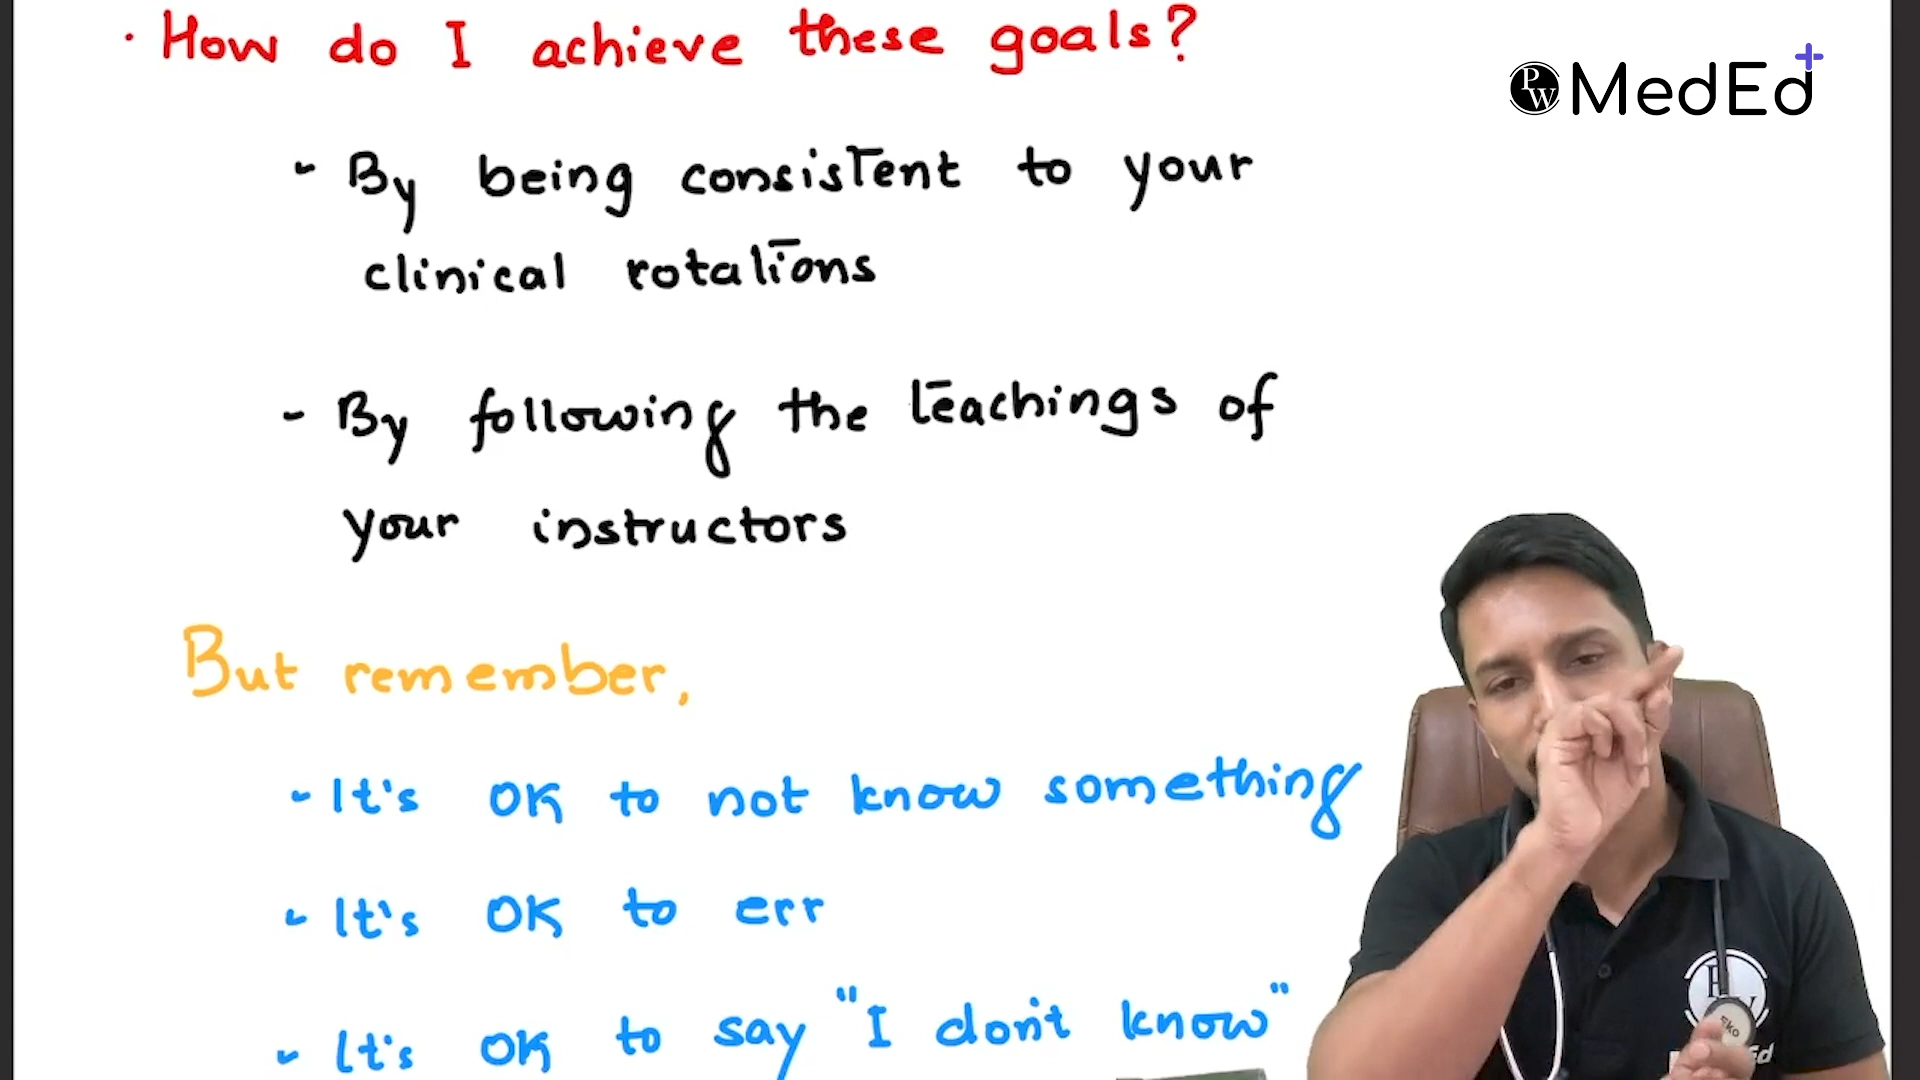 · How do I achieve these goals?
PW MedEd+
- By being consistent to your
clinical rotations
- By following the teachings of
your instructors
But remember,
- It's OK to not know something
- It's OK to err
- It's OK to say "I don't know"
Eko